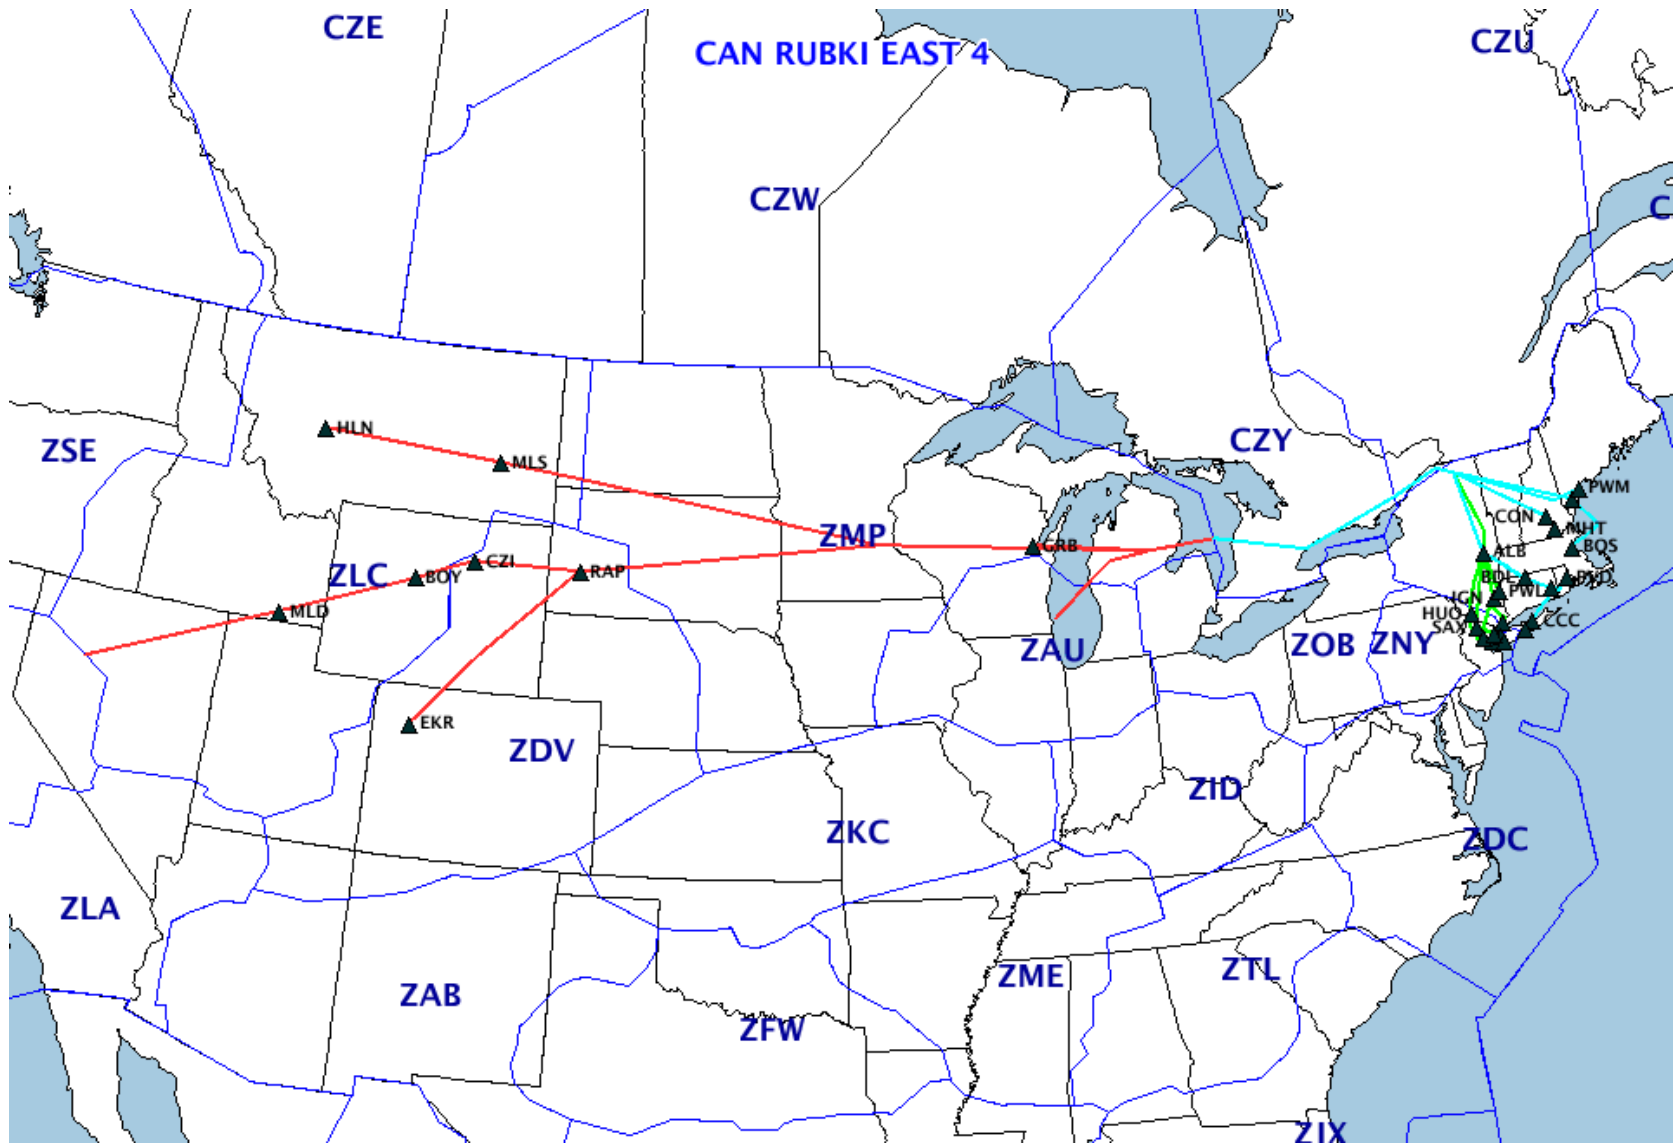 CZE
CAN RUBKI EAST 4
CZU
CZW
C
HLN
ZSE
MLS
CZY
PWM
CON
MHT
ZMP
GRB
BOS
ALB
CZI
ZLC
BOY
RAP
BDL
PVD
PWL
IGN
MLD
HUO
CCC
SAX
ZAU
ZOB
ZNY
EKR
ZDV
ZID
ZKC
ZDC
ZLA
ZME
ZTL
ZAB
ZFW
ZJX